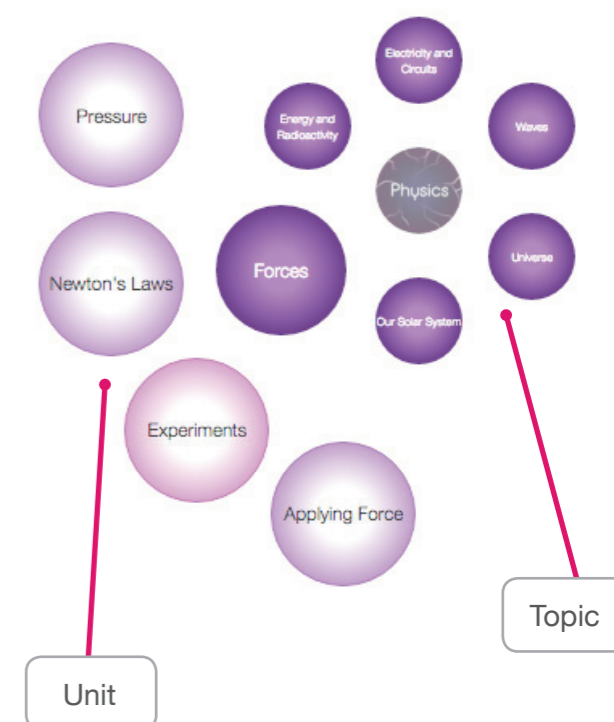 Electricity and
Circuits
Pressure
Energy and
Radioactivity
Waves
Physics
Newton's Laws
Forces
Universe
Our Solar System
Experiments
Applying Force
Topic
Unit